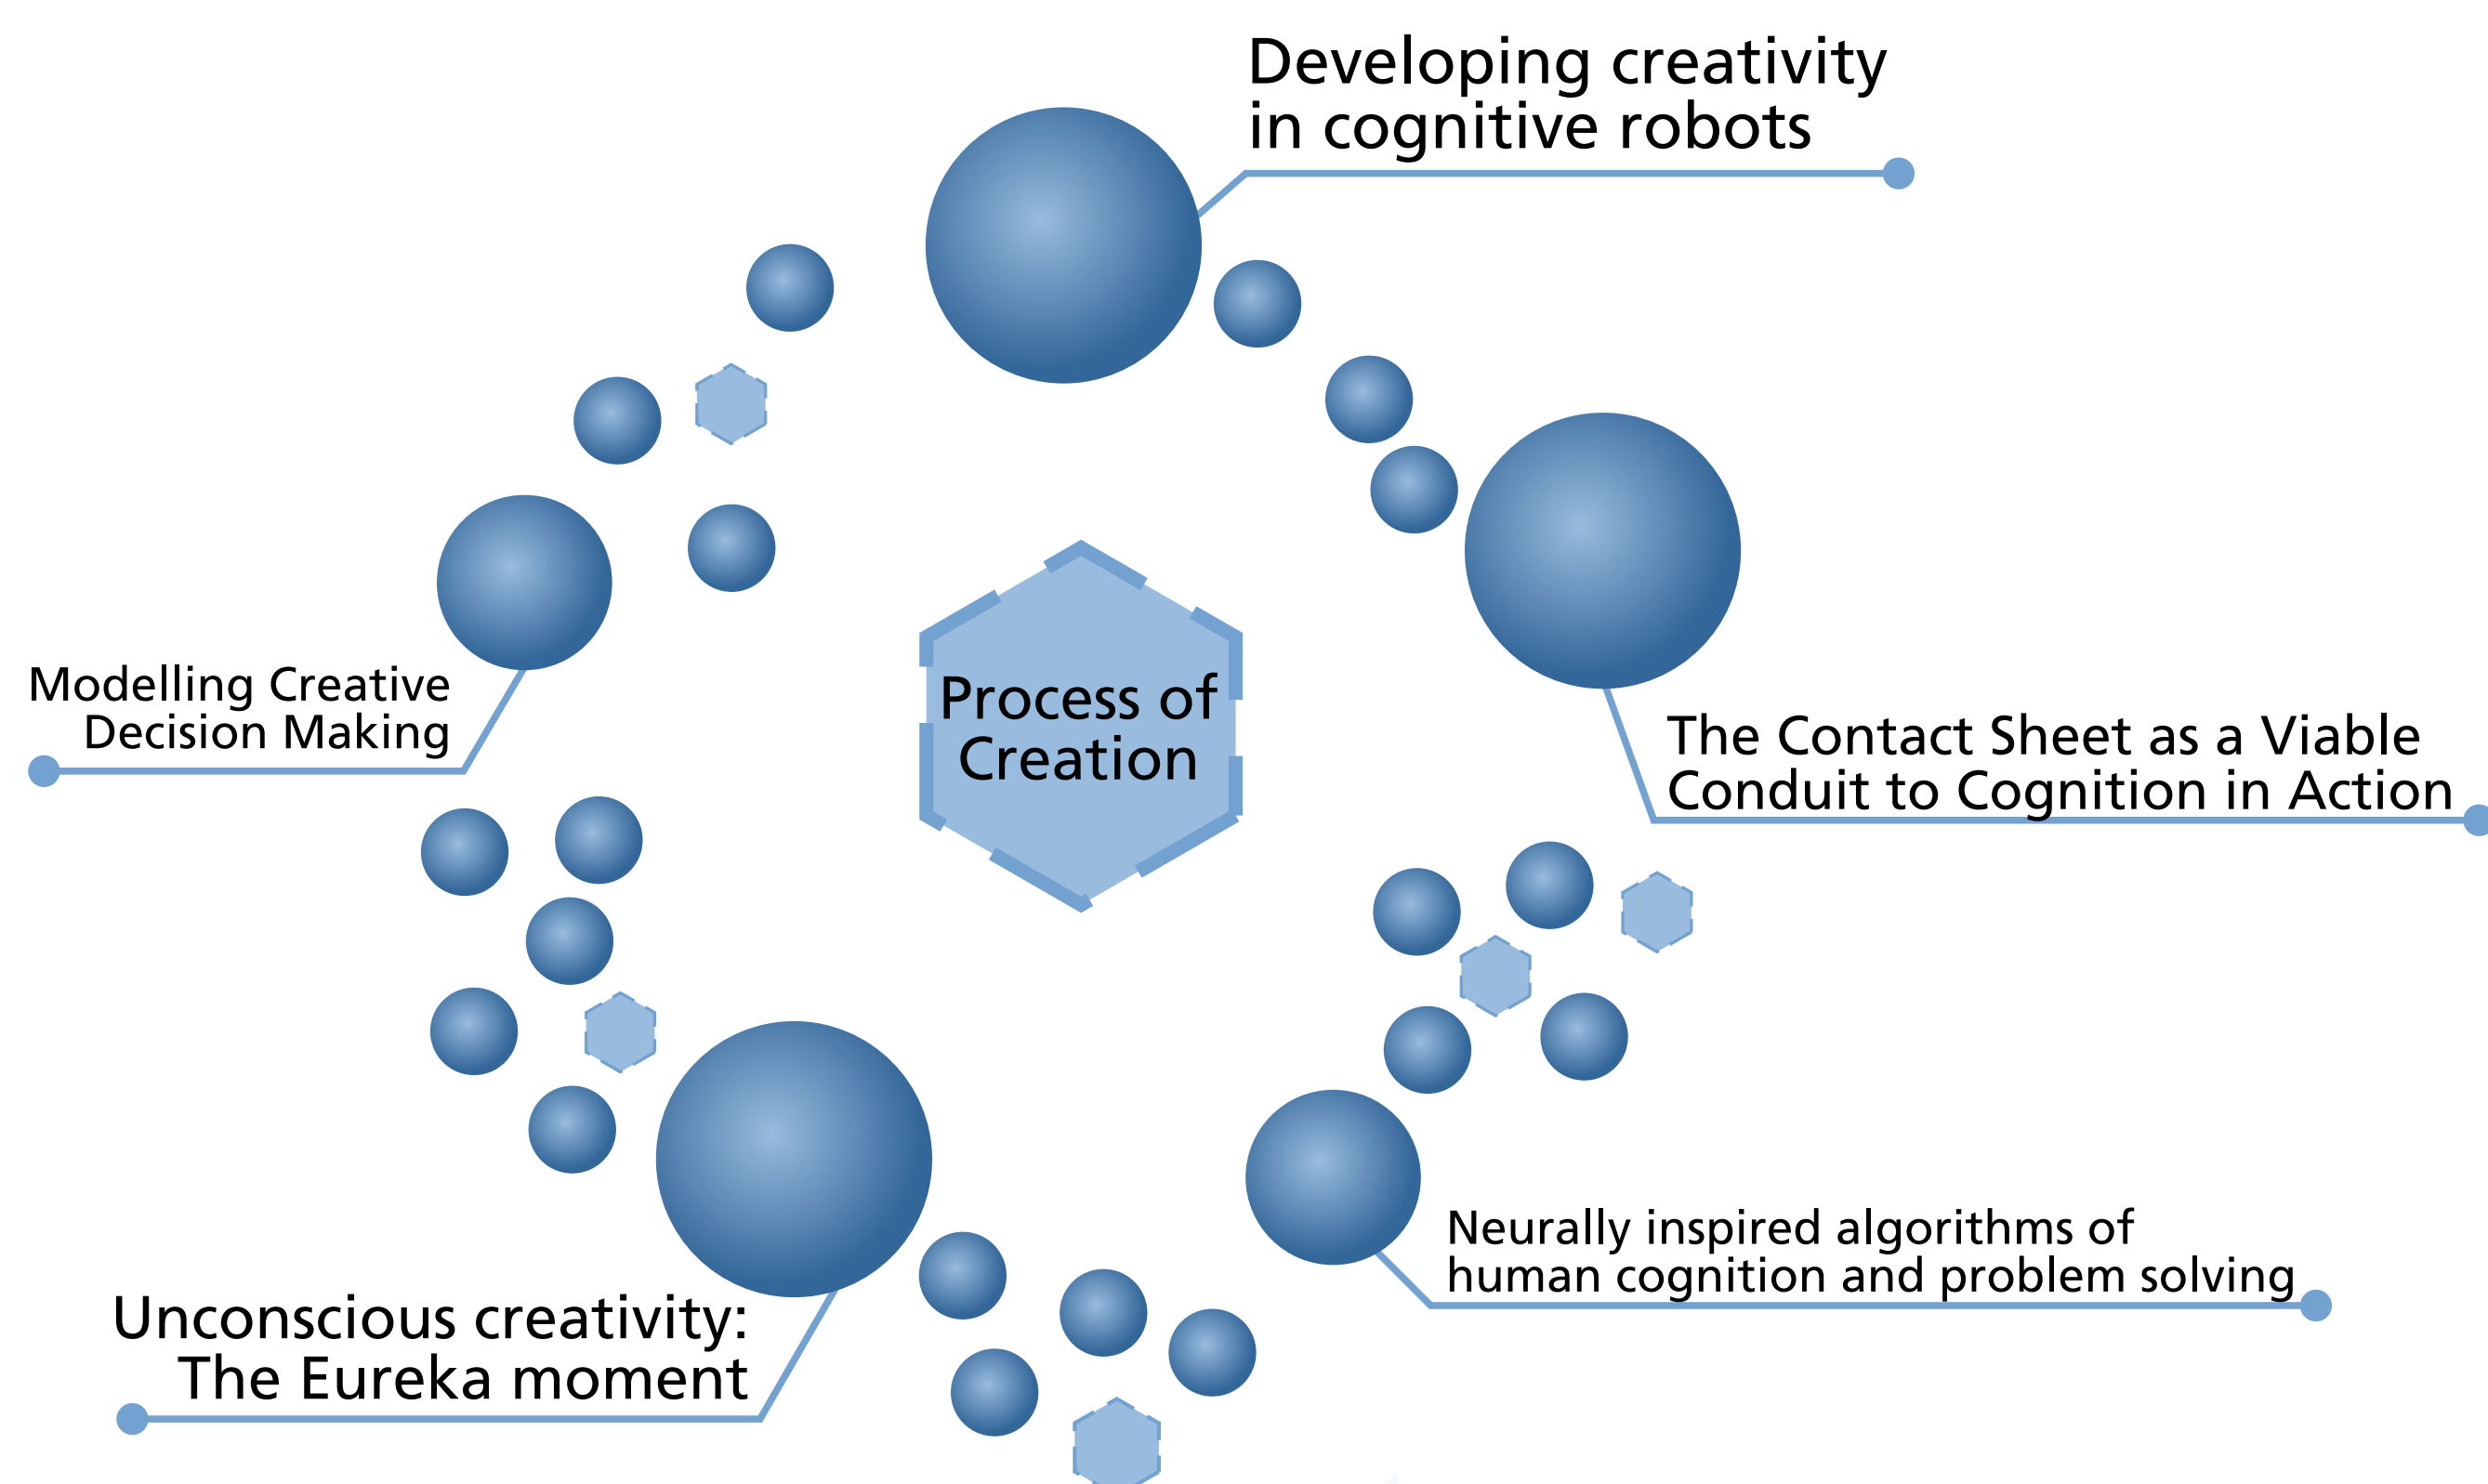 Developing creativity
in cognitive robots
Modelling Creative
Decision Making
Process of
Creation
The Contact Sheet as a Viable
Conduit to Cognition in Action
Neurally inspired algorithms of
human cognition and problem solving
Unconscious creativity:
The Eureka moment